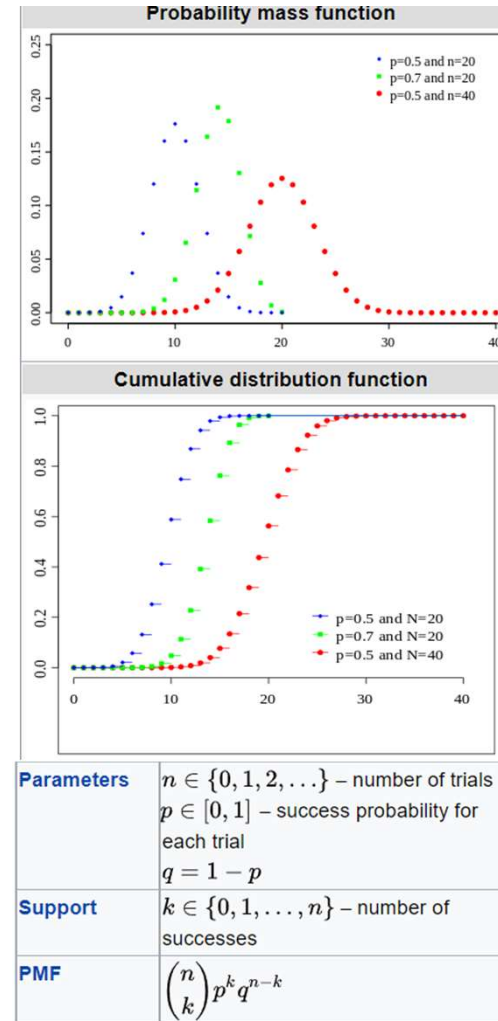 Probability mass function
0.25
0.20
0.15
0.10
0.05
0.00
p=0.5 and n=20
p=0.7 and n=20
p=0.5 and n=40
0 10 20 30 40
Cumulative distribution function
1.0
0.8
0.6
0.4
0.2
0.0
p=0.5 and N=20
p=0.7 and N=20
p=0.5 and N=40
0 10 20 30 40
Parameters n ∈ {0, 1, 2, …} – number of trials
p ∈ [0, 1] – success probability for
each trial
q = 1 − p
Support k ∈ {0, 1, …, n} – number of
successes
PMF (n k) p^k q^{n−k}